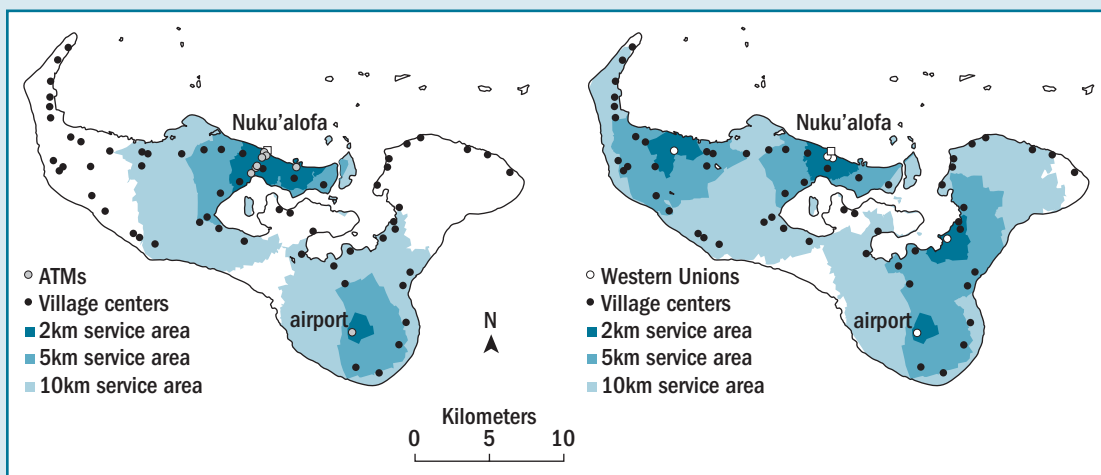 Nuku'alofa
airport
ATMs
Village centers
2km service area
5km service area
10km service area
N
Kilometers
0 5 10
Nuku'alofa
airport
Western Unions
Village centers
2km service area
5km service area
10km service area